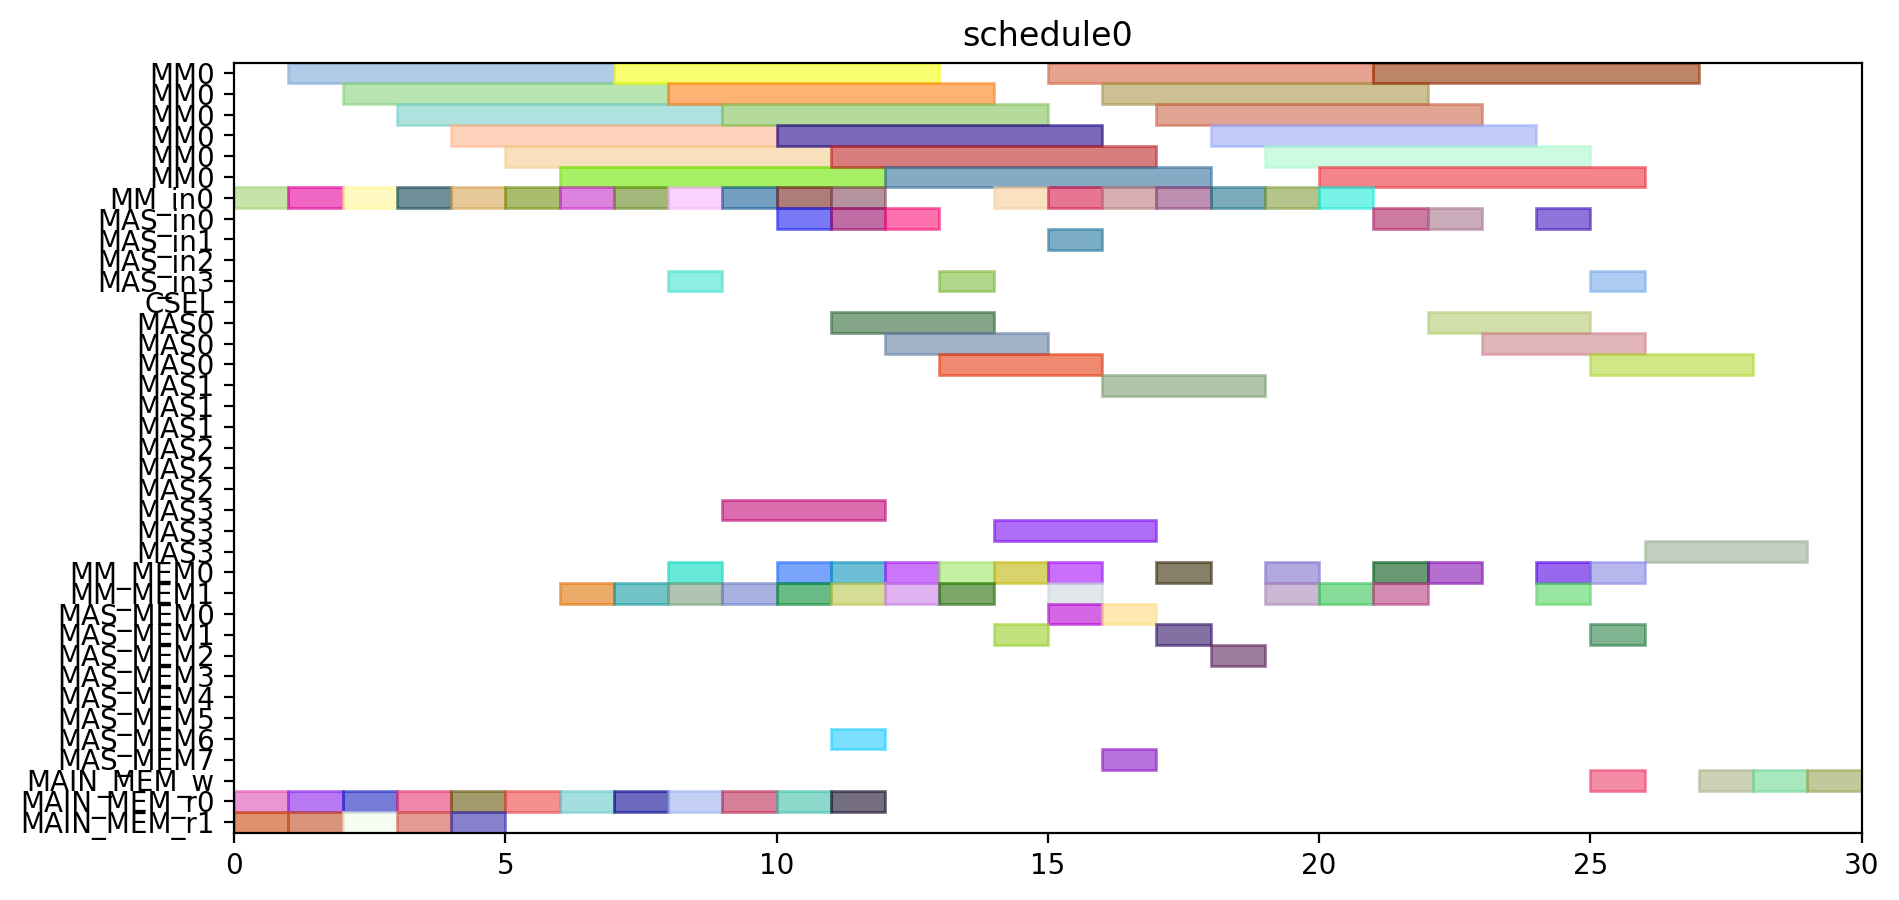 schedule0
MM0
MM0
MM0
MM0
MM0
MM0
MM_in0
MAS_in0
MAS_in1
MAS_in2
MAS_in3
CSEL
MAS0
MAS0
MAS0
MAS1
MAS1
MAS1
MAS2
MAS2
MAS2
MAS3
MAS3
MAS3
MM_MEM0
MM_MEM1
MAS_MEM0
MAS_MEM1
MAS_MEM2
MAS_MEM3
MAS_MEM4
MAS_MEM5
MAS_MEM6
MAS_MEM7
MAIN_MEM_w
MAIN_MEM_r0
MAIN_MEM_r1
0 5 10 15 20 25 30